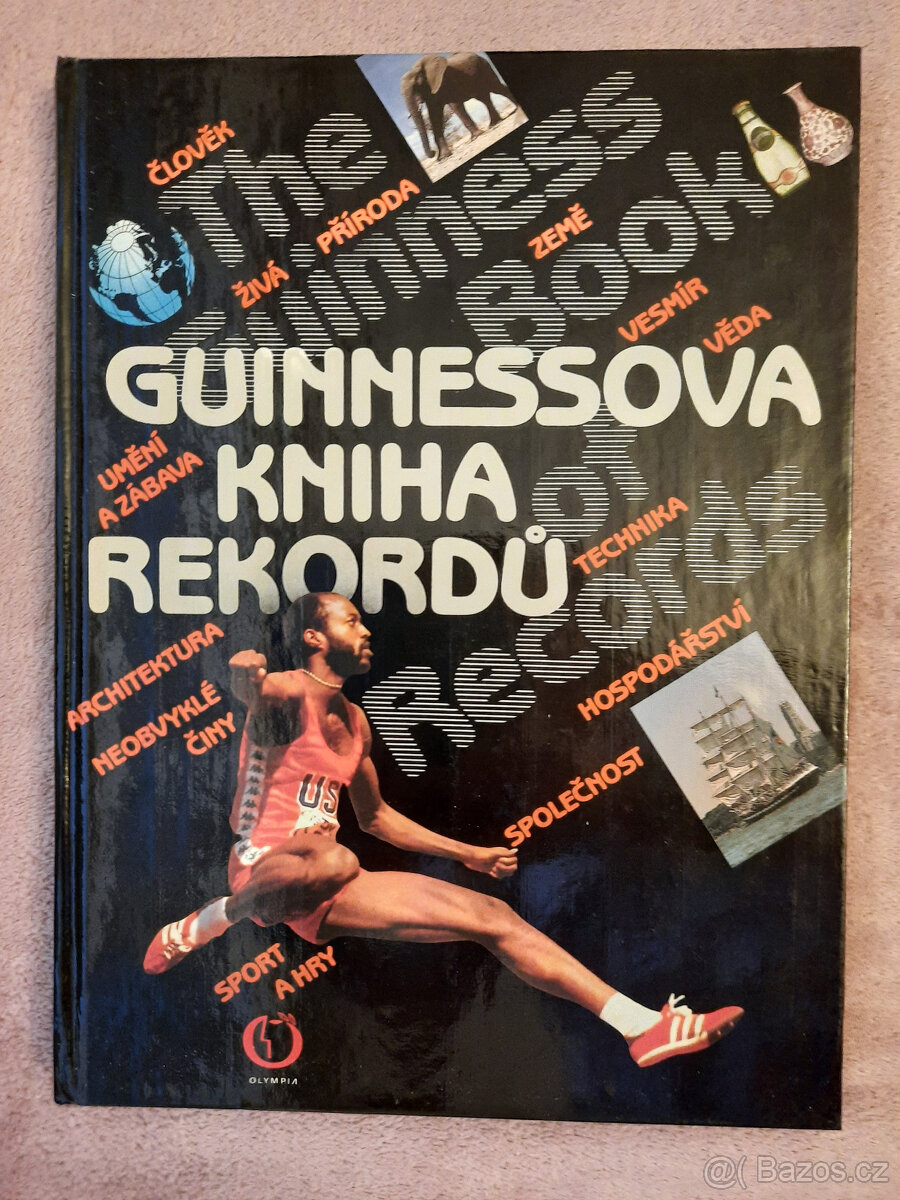 The
Guinness
Book
of
Records
ČLOVĚK
ŽIVÁ PŘÍRODA
ZEMĚ
VESMÍR
VĚDA
GUINNESSOVA
KNIHA
REKORDŮ
UMĚNÍ
A ZÁBAVA
TECHNIKA
ARCHITEKTURA
NEOBVYKLÉ
ČINY
HOSPODÁŘSTVÍ
SPOLEČNOST
US
SPORT
A HRY
OLYMPIA
@( Bazos.cz